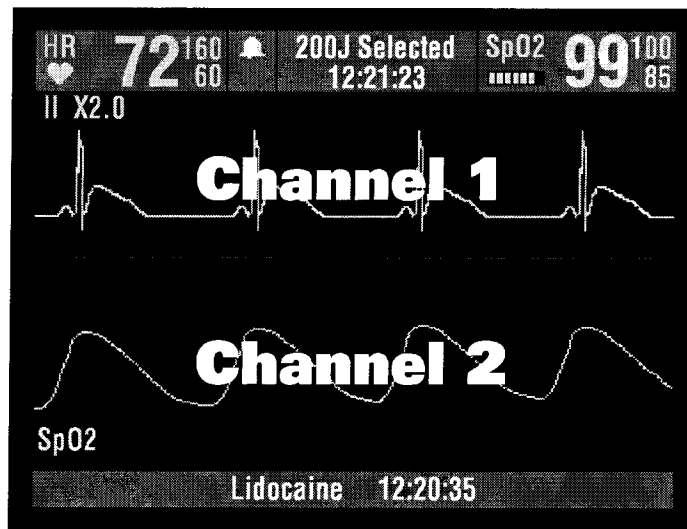 HR 72 160 60
200J Selected
12:21:23
SpO2 99 100 85
II X2.0
Channel 1
Channel 2
SpO2
Lidocaine 12:20:35